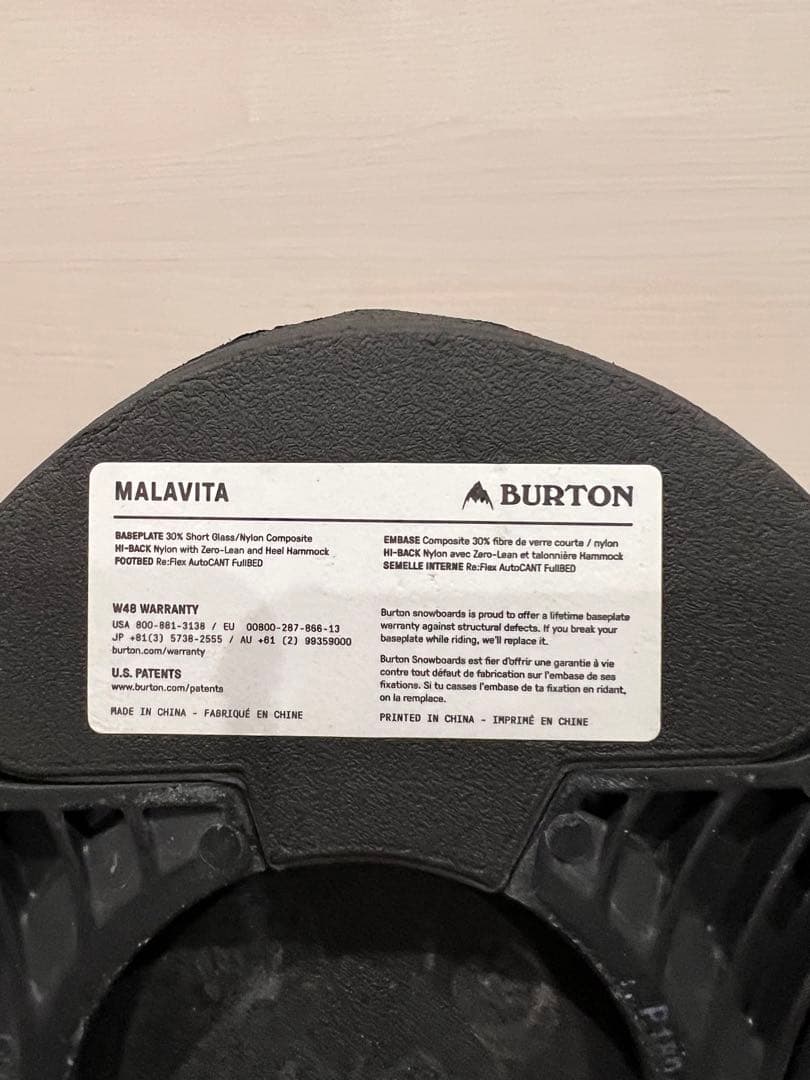 MALAVITA
BURTON
BASEPLATE 30% Short Glass/Nylon Composite
HI-BACK Nylon with Zero-Lean and Heel Hammock
FOOTBED Re:Flex AutoCANT FullBED
EMBASE Composite 30% fibre de verre courte / nylon
HI-BACK Nylon avec Zero-Lean et talonnière Hammock
SEMELLE INTERNE Re:Flex AutoCANT FullBED
W48 WARRANTY
USA 800-881-3138 / EU 00800-287-866-13
JP +81(3) 5738-2555 / AU +61 (2) 99359000
burton.com/warranty
U.S. PATENTS
www.burton.com/patents
MADE IN CHINA - FABRIQUÉ EN CHINE
Burton snowboards is proud to offer a lifetime baseplate
warranty against structural defects. If you break your
baseplate while riding, we'll replace it.
Burton Snowboards est fier d'offrir une garantie à vie
contre tout défaut de fabrication sur l'embase de ses
fixations. Si tu casses l'embase de ta fixation en ridant,
on la remplace.
PRINTED IN CHINA - IMPRIMÉ EN CHINE